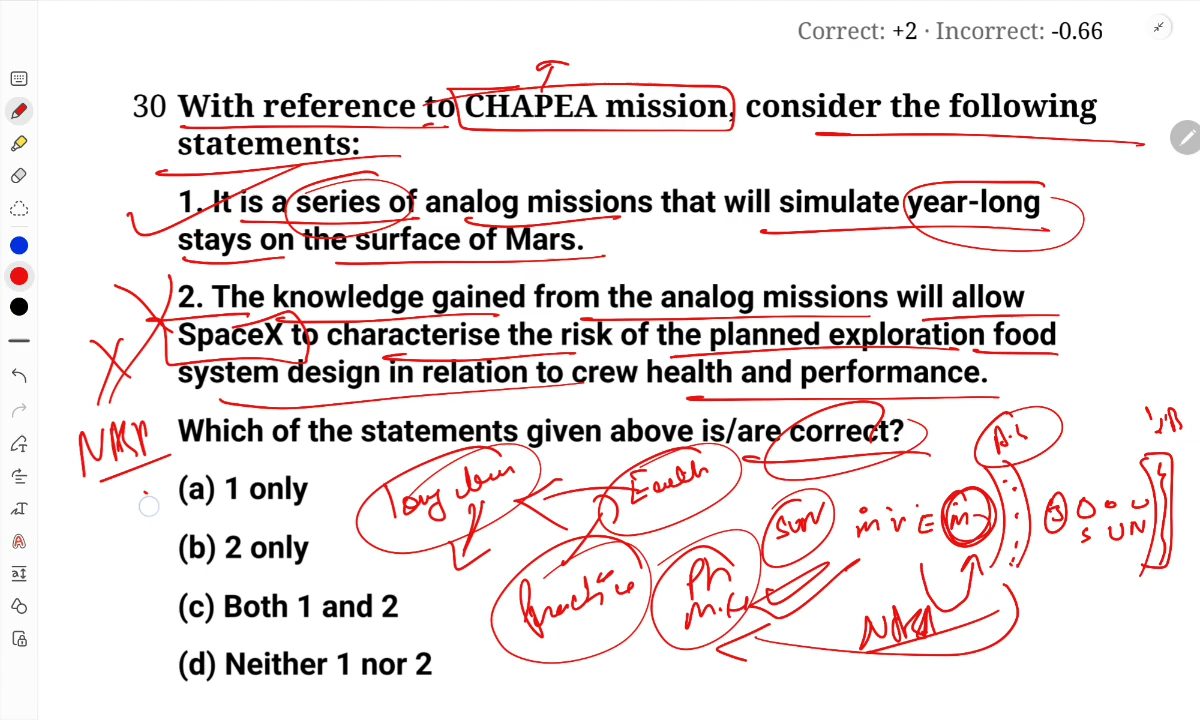 Correct: +2 · Incorrect: -0.66
30 With reference to CHAPEA mission, consider the following
statements:
1. It is a series of analog missions that will simulate year-long
stays on the surface of Mars.
2. The knowledge gained from the analog missions will allow
SpaceX to characterise the risk of the planned exploration food
system design in relation to crew health and performance.
Which of the statements given above is/are correct?
(a) 1 only
(b) 2 only
(c) Both 1 and 2
(d) Neither 1 nor 2
Earth
SUN
Practice